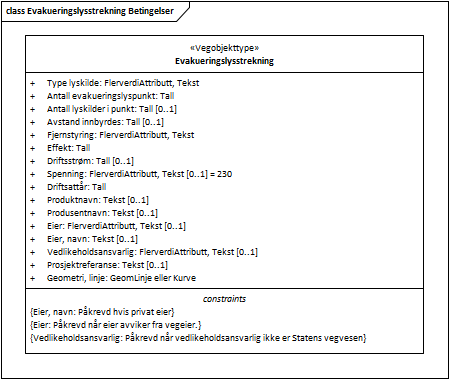 class Evakueringslysstrekning Betingelser
«Vegobjekttype»
Evakueringslysstrekning
+ Type lyskilde: FlerverdiAttributt, Tekst
+ Antall evakueringslyspunkt: Tall
+ Antall lyskilder i punkt: Tall [0..1]
+ Avstand innbyrdes: Tall [0..1]
+ Fjernstyring: FlerverdiAttributt, Tekst
+ Effekt: Tall
+ Driftsstrøm: Tall [0..1]
+ Spenning: FlerverdiAttributt, Tekst [0..1] = 230
+ Driftsattår: Tall
+ Produktnavn: Tekst [0..1]
+ Produsentnavn: Tekst [0..1]
+ Eier: FlerverdiAttributt, Tekst [0..1]
+ Eier, navn: Tekst [0..1]
+ Vedlikeholdsansvarlig: FlerverdiAttributt, Tekst [0..1]
+ Prosjektreferanse: Tekst [0..1]
+ Geometri, linje: GeomLinje eller Kurve
constraints
{Eier, navn: Påkrevd hvis privat eier}
{Eier: Påkrevd når eier avviker fra vegeier.}
{Vedlikeholdsansvarlig: Påkrevd når vedlikeholdsansvarlig ikke er Statens vegvesen}